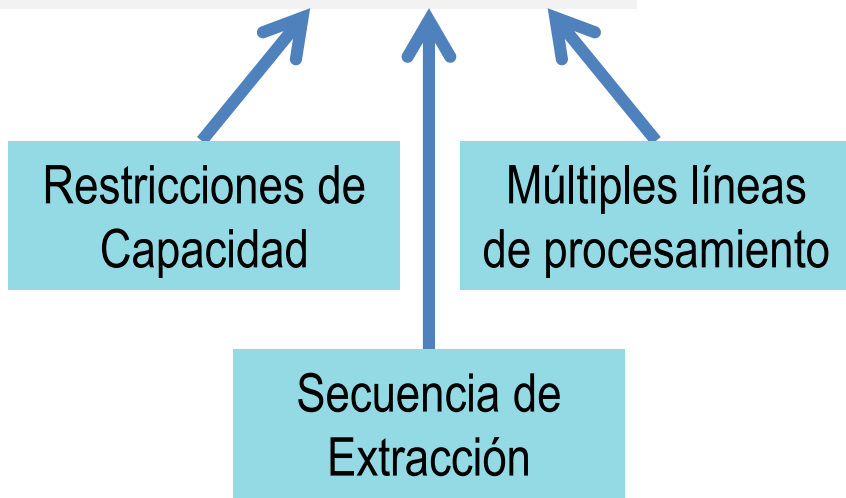 Restricciones de
Capacidad
Múltiples líneas
de procesamiento
Secuencia de
Extracción